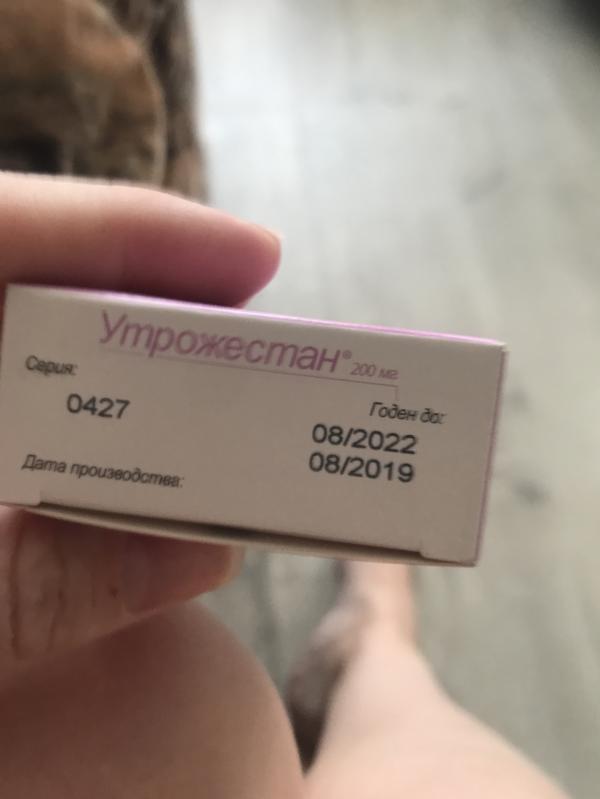 Утрожестан® 200 мг
Серия:
0427
Годен до:
08/2022
08/2019
Дата производства: